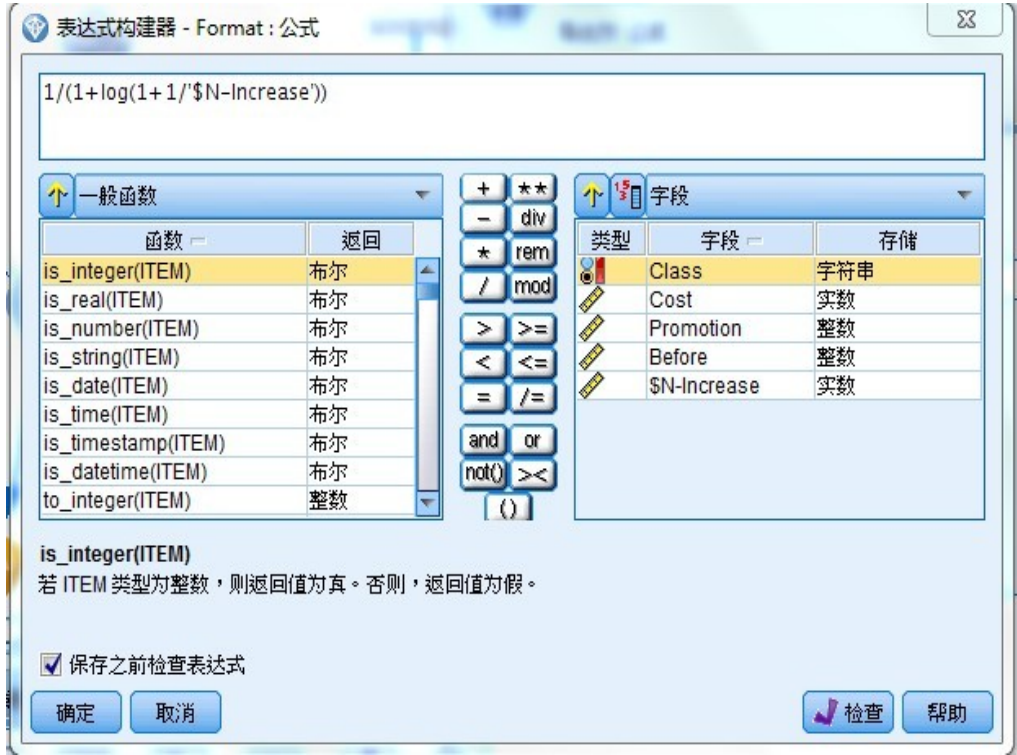 表达式构建器 - Format : 公式
1/(1+log(1+1/'$N-Increase'))
一般函数
函数 返回
is_integer(ITEM) 布尔
is_real(ITEM) 布尔
is_number(ITEM) 布尔
is_string(ITEM) 布尔
is_date(ITEM) 布尔
is_time(ITEM) 布尔
is_timestamp(ITEM) 布尔
is_datetime(ITEM) 布尔
to_integer(ITEM) 整数
+ **
- div
* rem
/ mod
> >=
< <=
= /=
and or
not() ><
()
字段
类型 字段 存储
Class 字符串
Cost 实数
Promotion 整数
Before 整数
$N-Increase 实数
is_integer(ITEM)
若 ITEM 类型为整数，则返回值为真。否则，返回值为假。
保存之前检查表达式
确定 取消 检查 帮助